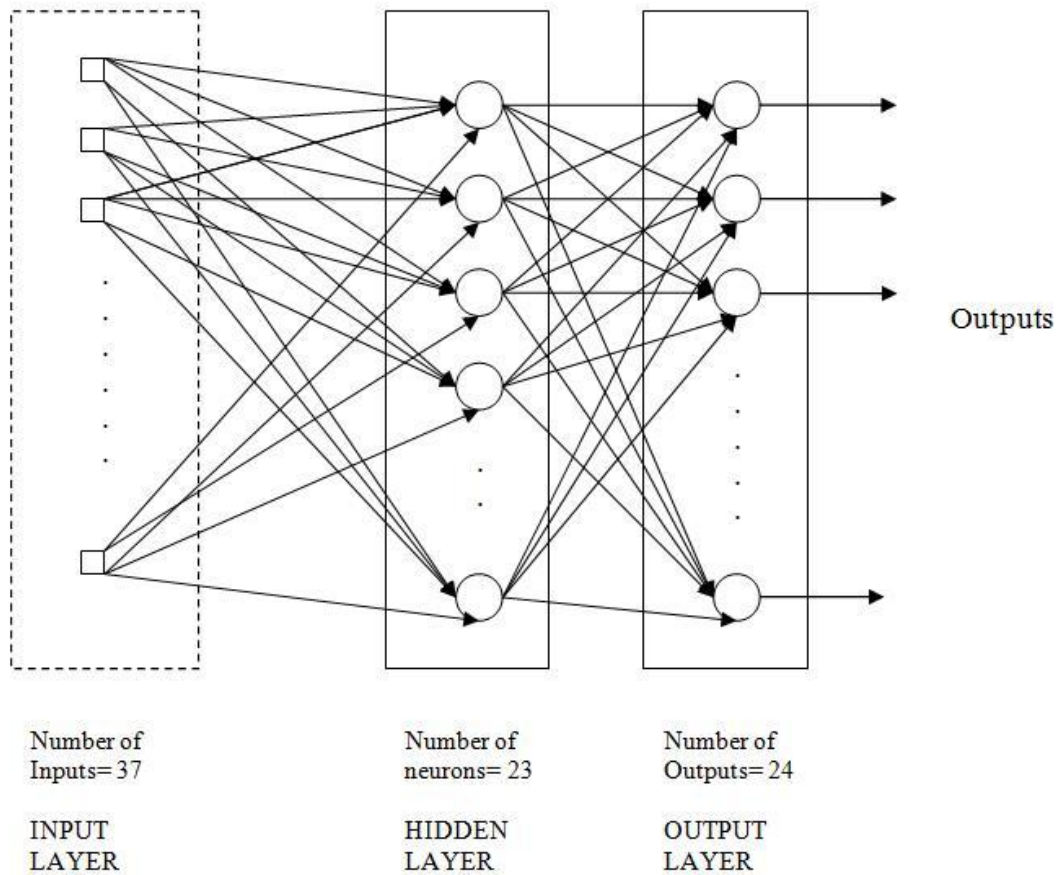 Outputs
Number of
Inputs= 37
INPUT
LAYER
Number of
neurons= 23
HIDDEN
LAYER
Number of
Outputs= 24
OUTPUT
LAYER